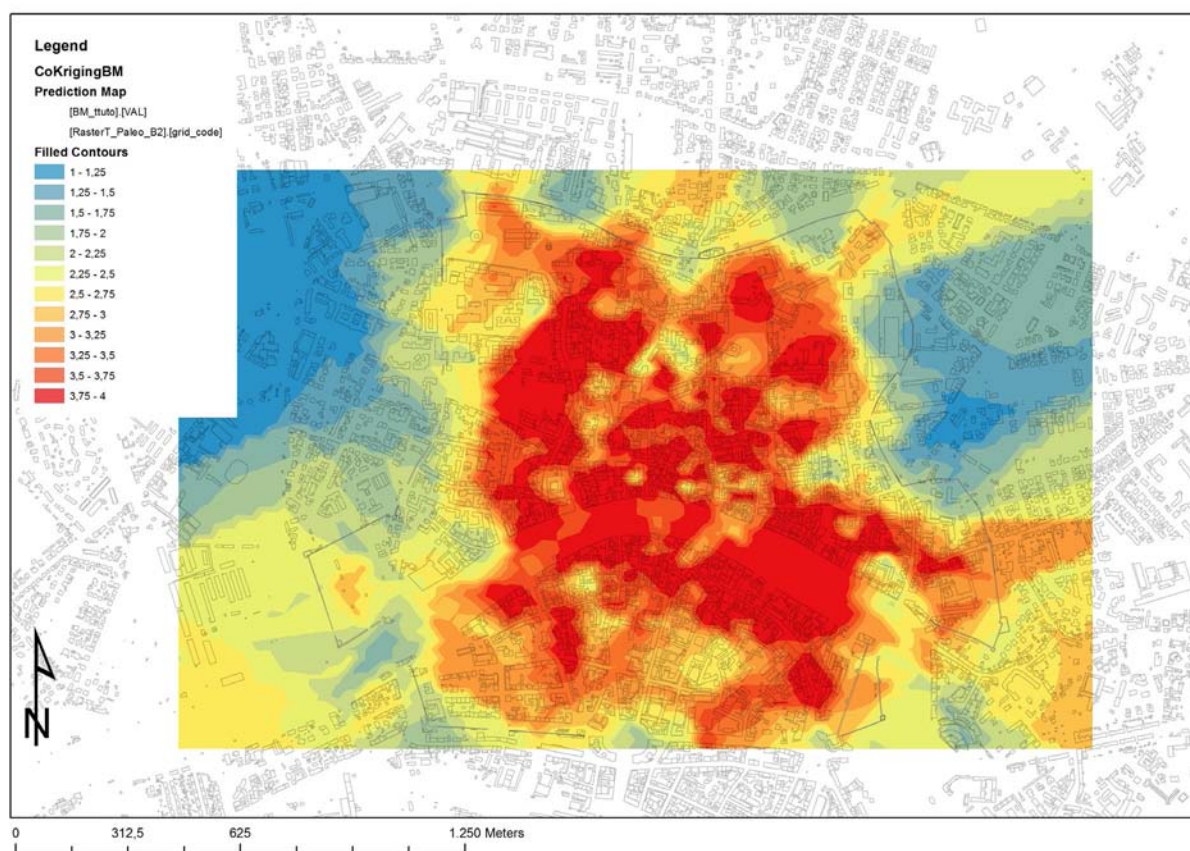 Legend
CoKrigingBM
Prediction Map
[BM_ttuto].[VAL]
[RasterT_Paleo_B2].[grid_code]
Filled Contours
1 - 1,25
1,25 - 1,5
1,5 - 1,75
1,75 - 2
2 - 2,25
2,25 - 2,5
2,5 - 2,75
2,75 - 3
3 - 3,25
3,25 - 3,5
3,5 - 3,75
3,75 - 4
N
0 312,5 625 1.250 Meters